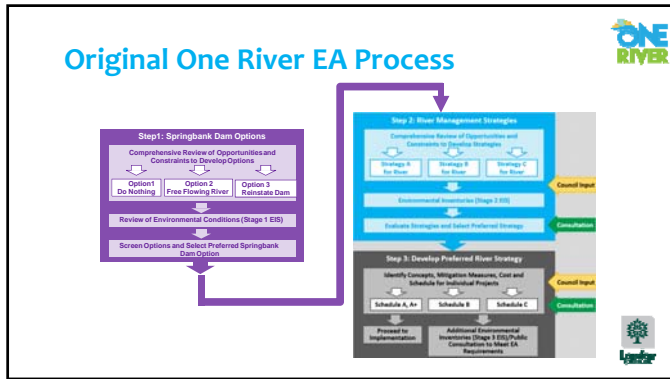 Original One River EA Process
ONE
RIVER
Step1: Springbank Dam Options
Comprehensive Review of Opportunities and
Constraints to Develop Options
Option1
Do Nothing
Option 2
Free Flowing River
Option 3
Reinstate Dam
Review of Environmental Conditions (Stage 1 EIS)
Screen Options and Select Preferred Springbank
Dam Option
Step 2: River Management Strategies
Comprehensive Review of Opportunities and
Constraints to Develop Strategies
Strategy A
for River
Strategy B
for River
Strategy C
for River
Council Input
Environmental Inventories (Stage 2 EIS)
Evaluate Strategies and Select Preferred Strategy
Consultation
Step 3: Develop Preferred River Strategy
Identify Concepts, Mitigation Measures, Cost and
Schedule for Individual Projects
Council Input
Schedule A, A+
Schedule B
Schedule C
Consultation
Proceed to
Implementation
Additional Environmental
Inventories (Stage 3 EIS)/Public
Consultation to Meet EA
Requirements
London